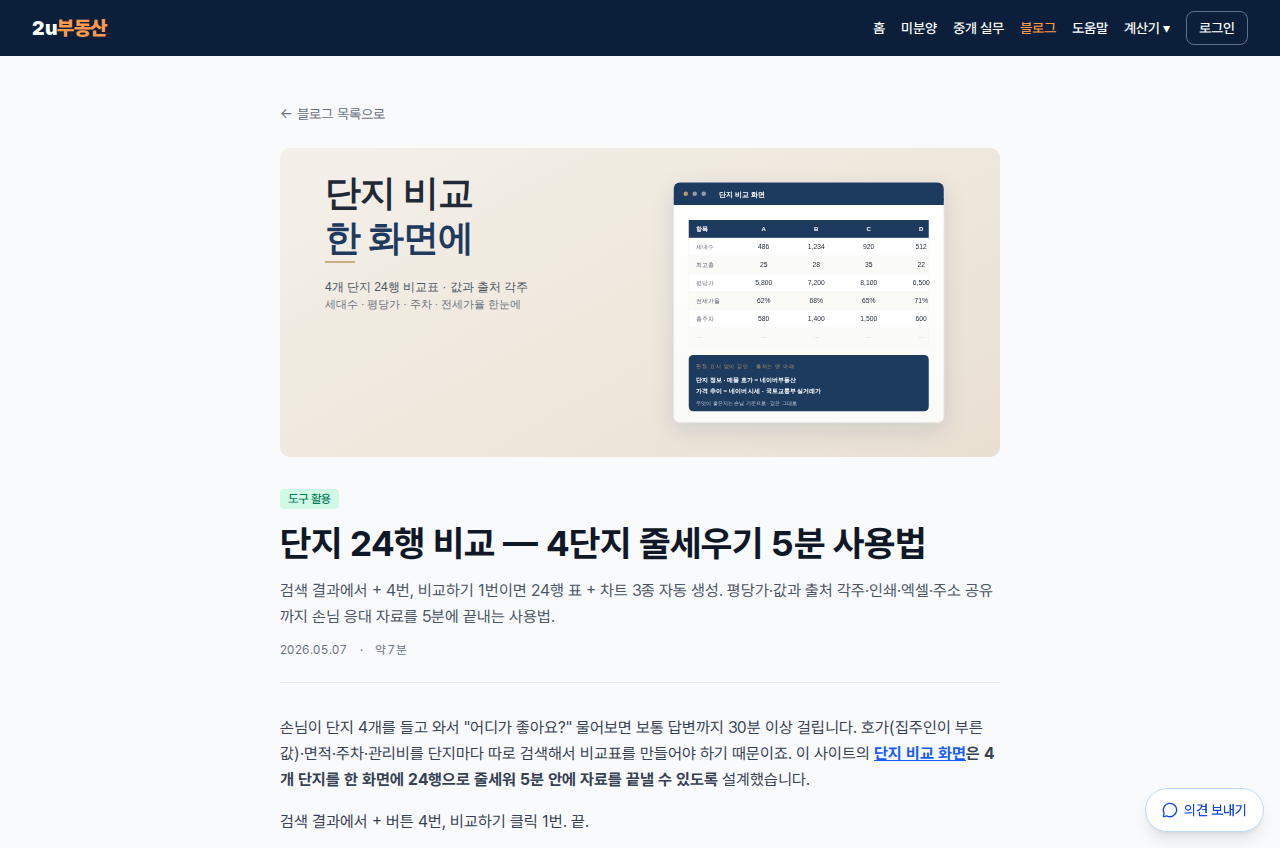 2u부동산
홈 미분양 중개 실무 블로그 도움말 계산기 ▾ 로그인
← 블로그 목록으로
단지 비교
한 화면에
4개 단지 24행 비교표 · 값과 출처 각주
세대수 · 평당가 · 주차 · 전세가율 한눈에
단지 비교 화면
항목 A B C D
세대수 486 1,234 920 512
최고층 25 28 35 22
평당가 5,800 7,200 8,100 6,500
전세가율 62% 68% 65% 71%
총주차 580 1,400 1,500 600
... ... ... ... ...
단지 정보 · 매물 호가 = 네이버부동산
가격 추이 = 네이버 시세 · 국토교통부 실거래가
도구 활용
단지 24행 비교 — 4단지 줄세우기 5분 사용법
검색 결과에서 + 4번, 비교하기 1번이면 24행 표 + 차트 3종 자동 생성. 평당가·값과 출처 각주·인쇄·엑셀·주소 공유
까지 손님 응대 자료를 5분에 끝내는 사용법.
2026.05.07 · 약 7분
손님이 단지 4개를 들고 와서 "어디가 좋아요?" 물어보면 보통 답변까지 30분 이상 걸립니다. 호가(집주인이 부른
값)·면적·주차·관리비를 단지마다 따로 검색해서 비교표를 만들어야 하기 때문이죠. 이 사이트의 단지 비교 화면은 4
개 단지를 한 화면에 24행으로 줄세워 5분 안에 자료를 끝낼 수 있도록 설계했습니다.
검색 결과에서 + 버튼 4번, 비교하기 클릭 1번. 끝.
의견 보내기